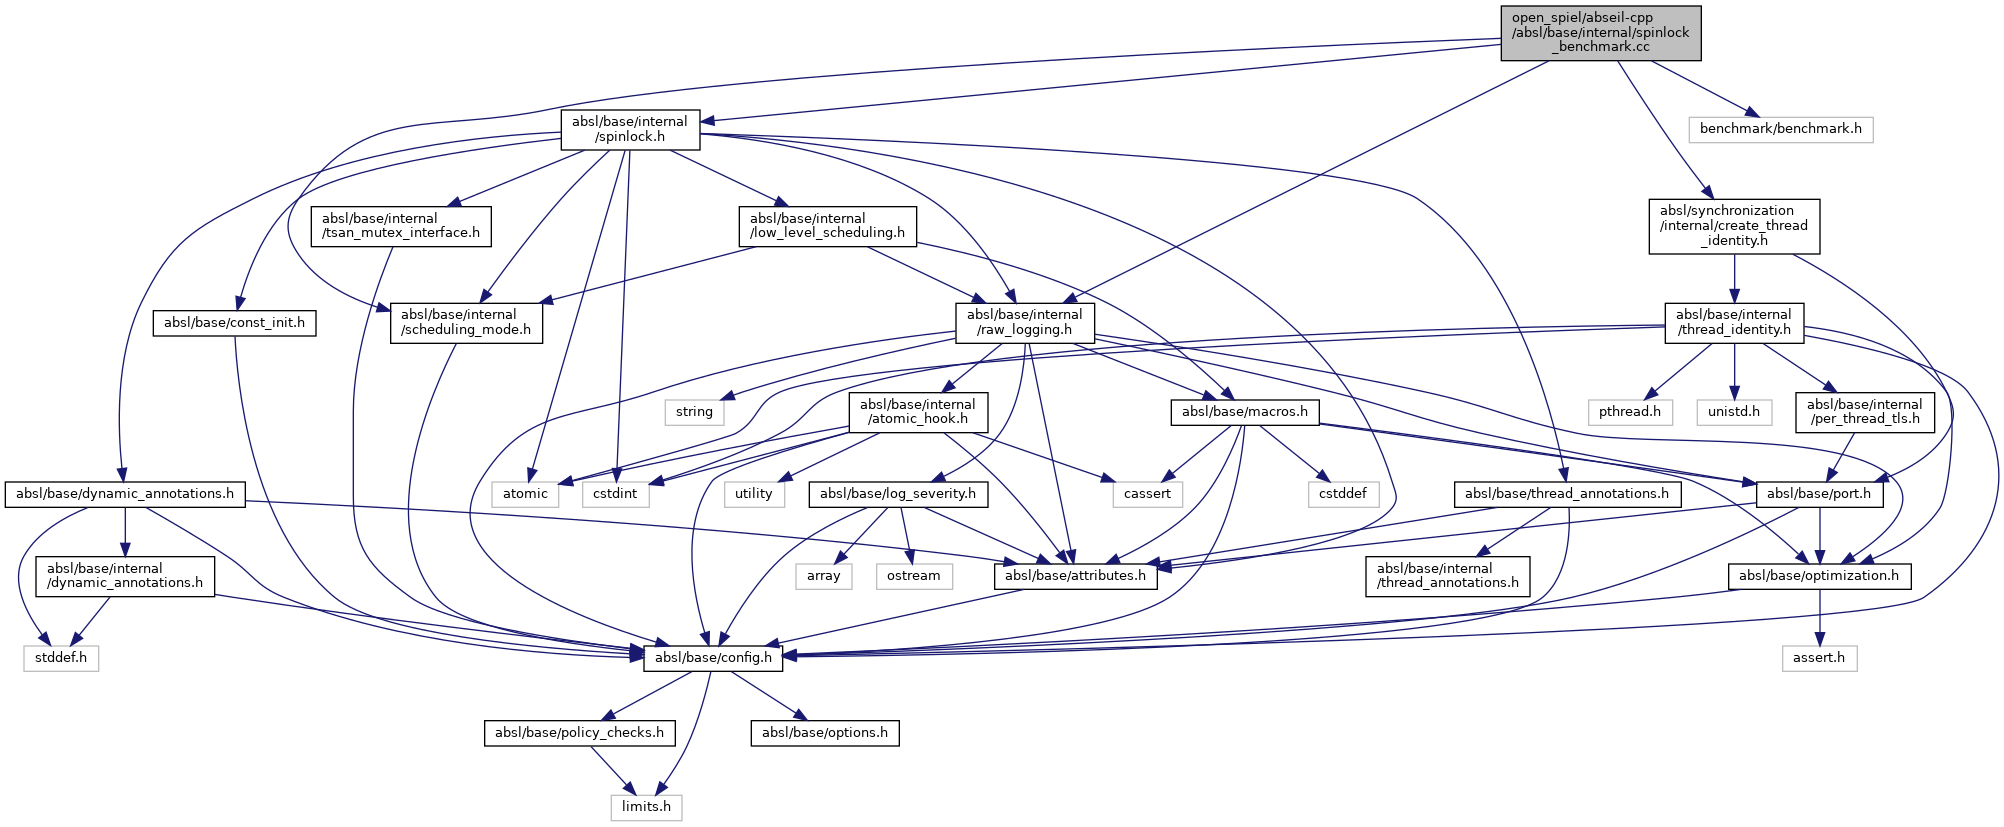 open_spiel/abseil-cpp
/absl/base/internal/spinlock
_benchmark.cc
absl/base/internal
/spinlock.h
benchmark/benchmark.h
absl/base/internal
/tsan_mutex_interface.h
absl/base/internal
/low_level_scheduling.h
absl/synchronization
/internal/create_thread
_identity.h
absl/base/const_init.h
absl/base/internal
/scheduling_mode.h
absl/base/internal
/raw_logging.h
absl/base/internal
/thread_identity.h
string
absl/base/internal
/atomic_hook.h
absl/base/macros.h
pthread.h
unistd.h
absl/base/internal
/per_thread_tls.h
absl/base/dynamic_annotations.h
atomic
cstdint
utility
absl/base/log_severity.h
cassert
cstddef
absl/base/thread_annotations.h
absl/base/port.h
absl/base/internal
/dynamic_annotations.h
array
ostream
absl/base/attributes.h
absl/base/internal
/thread_annotations.h
absl/base/optimization.h
stddef.h
absl/base/config.h
assert.h
absl/base/policy_checks.h
absl/base/options.h
limits.h